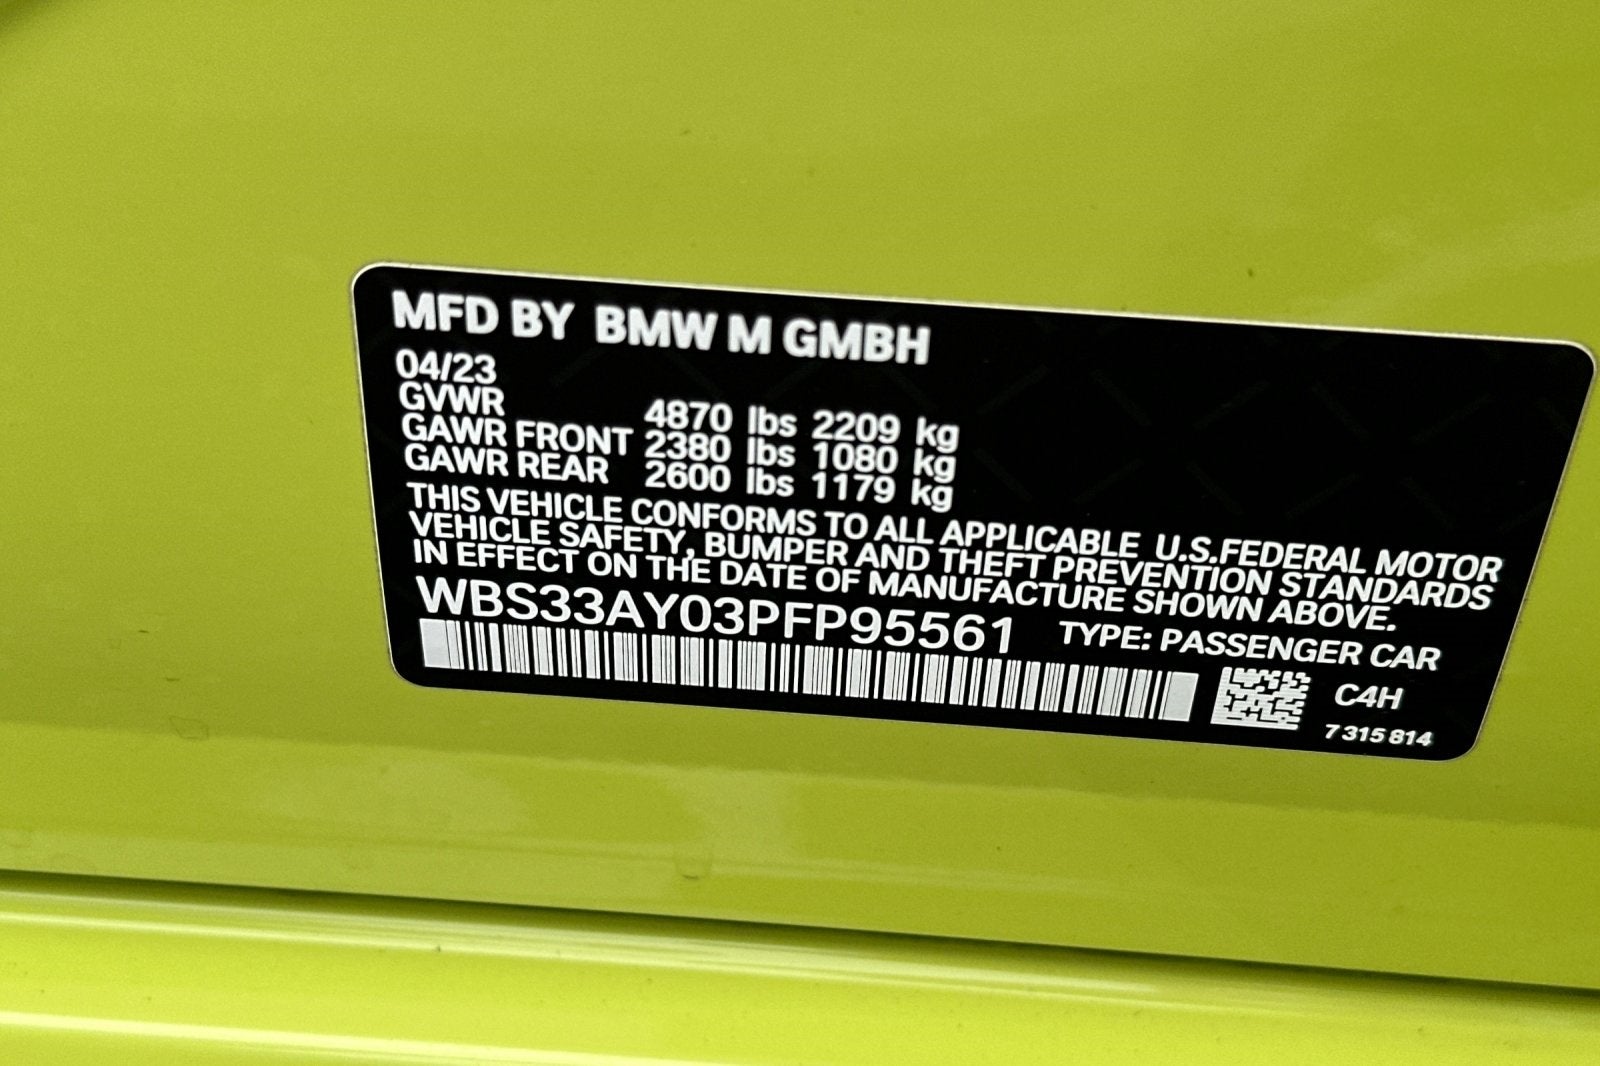 MFD BY BMW M GMBH
04/23
GVWR 4870 lbs 2209 kg
GAWR FRONT 2380 lbs 1080 kg
GAWR REAR 2600 lbs 1179 kg
THIS VEHICLE CONFORMS TO ALL APPLICABLE U.S.FEDERAL MOTOR
VEHICLE SAFETY, BUMPER AND THEFT PREVENTION STANDARDS
IN EFFECT ON THE DATE OF MANUFACTURE SHOWN ABOVE.
WBS33AY03PFP95561 TYPE: PASSENGER CAR
C4H
7 315 814